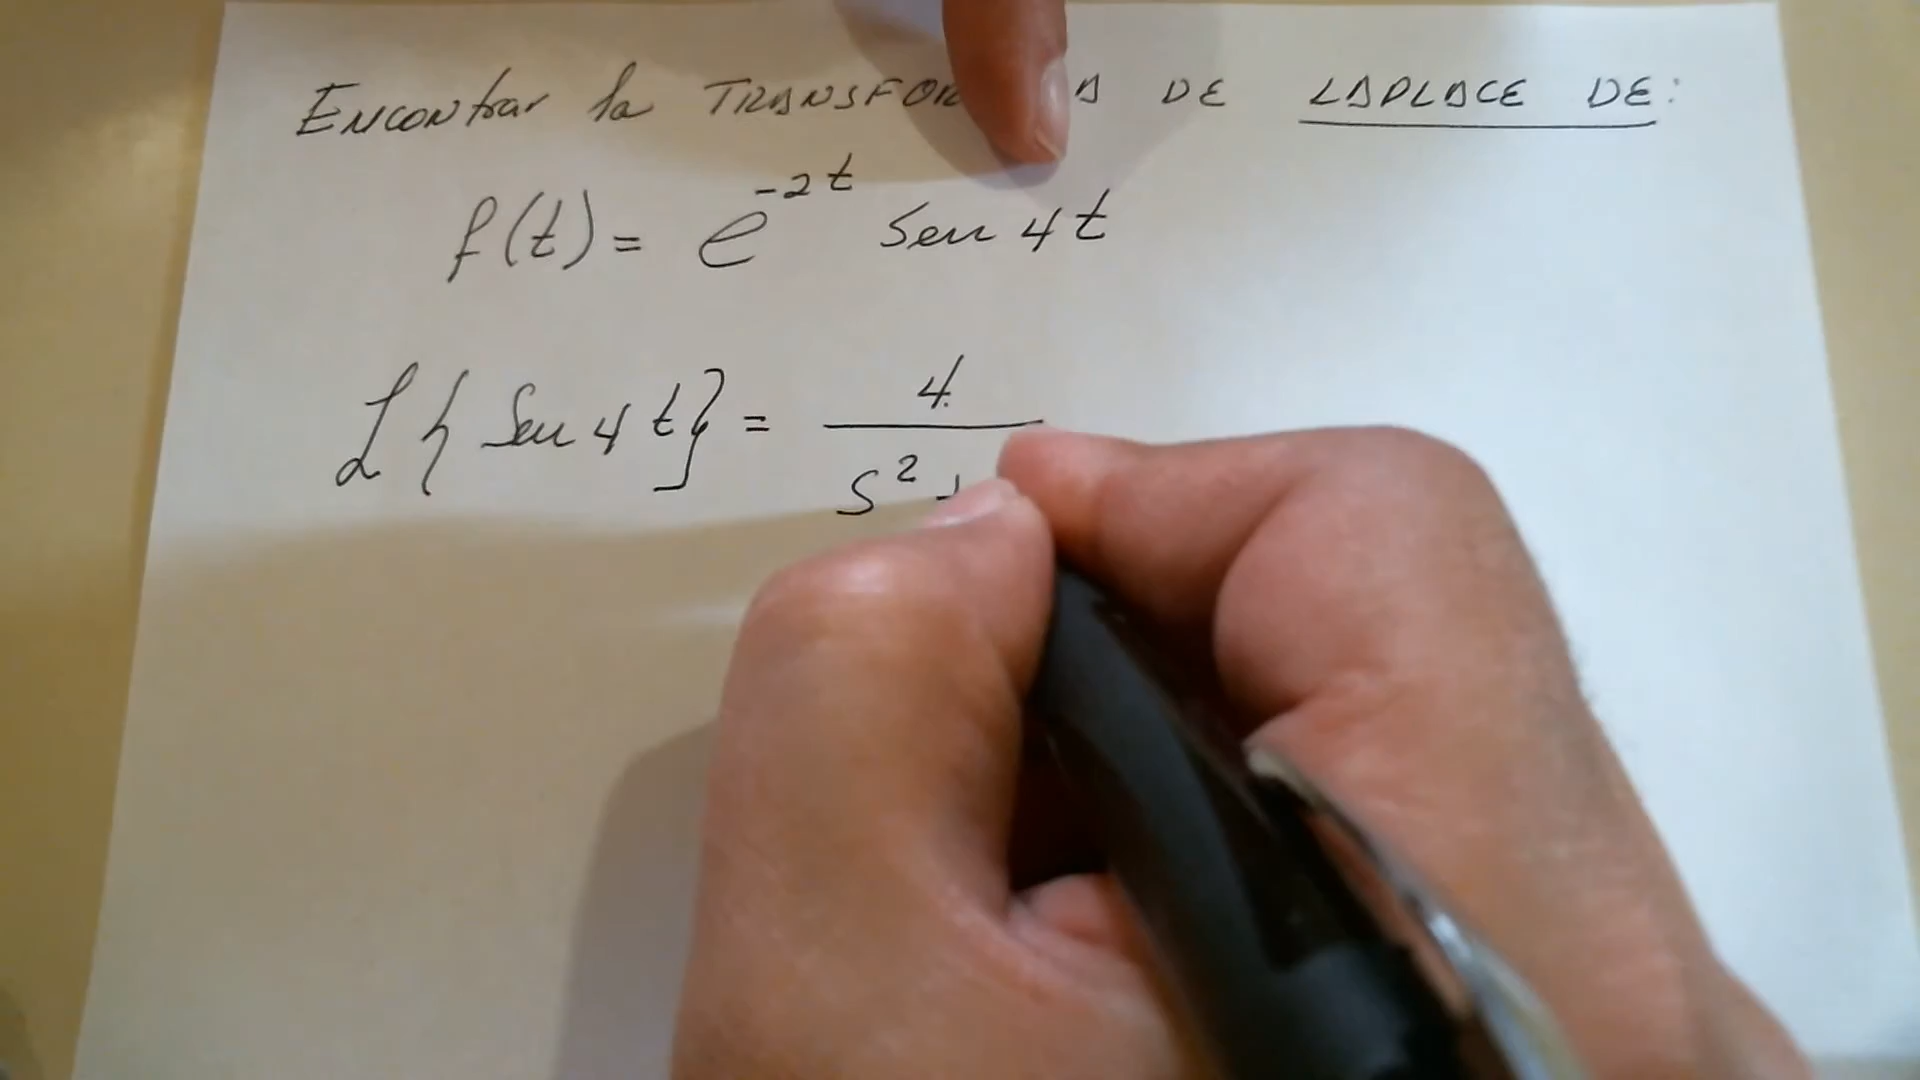 Encontrar la TRANSFOR A DE LAPLACE DE:
f(t) = e^{-2t} Sen 4t
ℒ{Sen 4t} = 4 / S² +